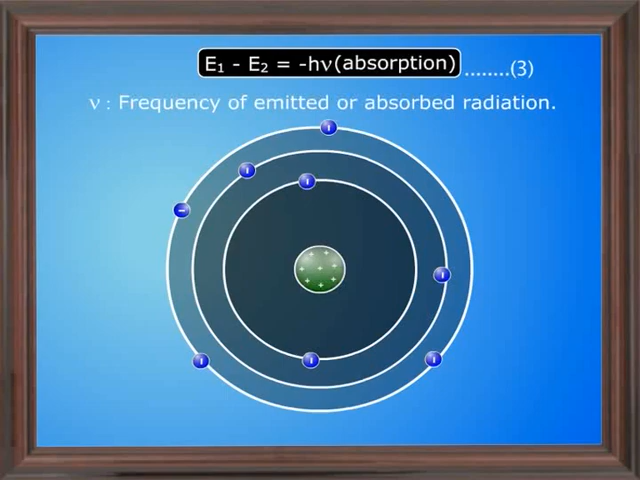 E₁ - E₂ = -hν(absorption) ........(3)
ν : Frequency of emitted or absorbed radiation.